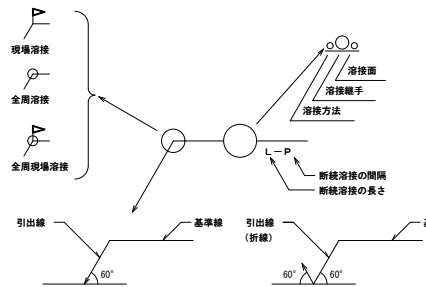 現場溶接
全周溶接
全周現場溶接
溶接面
溶接継手
溶接方法
L－P
断続溶接の間隔
断続溶接の長さ
引出線
基準線
60°
引出線
(折線)
60°
60°